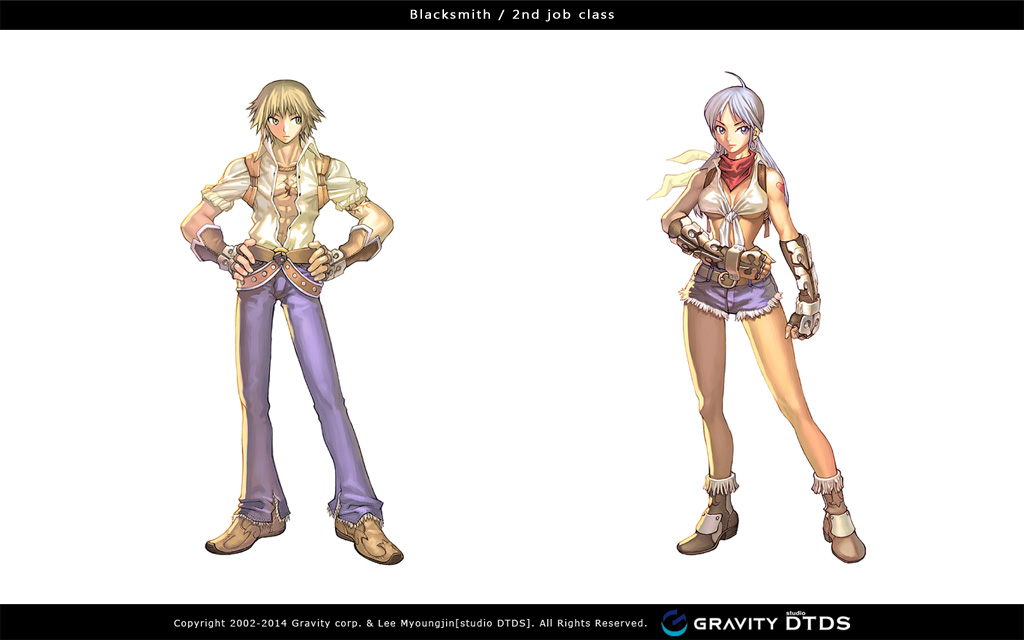 Blacksmith / 2nd job class
Copyright 2002-2014 Gravity corp. & Lee Myoungjin[studio DTDS]. All Rights Reserved.
GRAVITY
studio
DTDS